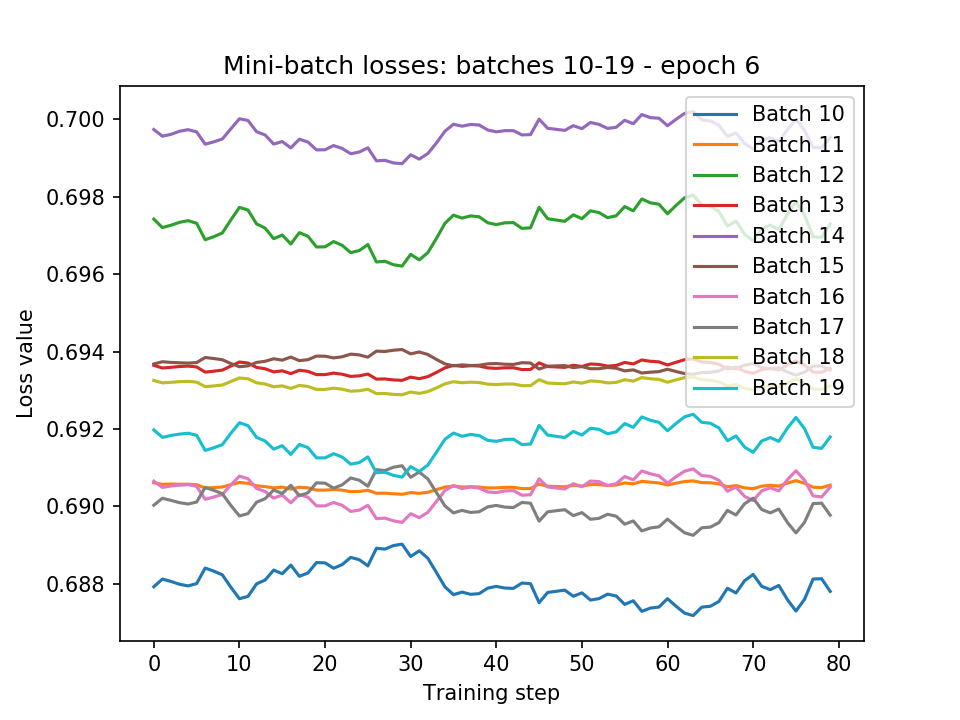 Mini-batch losses: batches 10-19 - epoch 6
0.700
0.698
0.696
0.694
0.692
0.690
0.688
Loss value
0
10
20
30
40
50
60
70
80
Training step
Batch 10
Batch 11
Batch 12
Batch 13
Batch 14
Batch 15
Batch 16
Batch 17
Batch 18
Batch 19